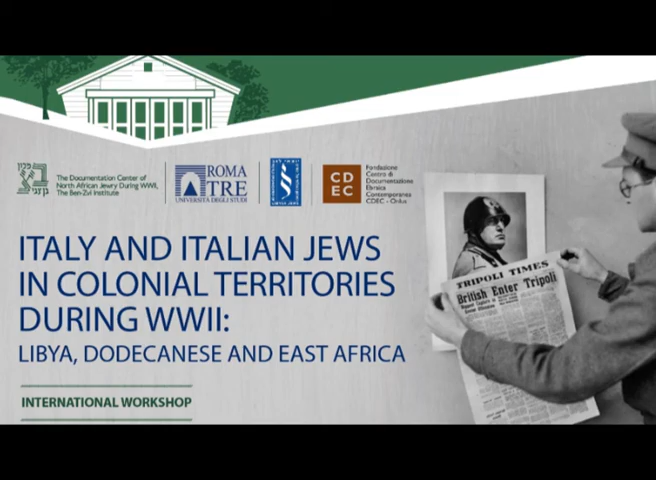 The Documentation Center of
North African Jewry During WWII,
The Ben-Zvi Institute
ROMA
TRE
UNIVERSITÀ DEGLI STUDI
CD
EC
Fondazione
Centro di
Documentazione
Ebraica
Contemporanea
CDEC - Onlus
ITALY AND ITALIAN JEWS
IN COLONIAL TERRITORIES
DURING WWII:
LIBYA, DODECANESE AND EAST AFRICA
INTERNATIONAL WORKSHOP
TRIPOLI TIMES
British Enter Tripoli